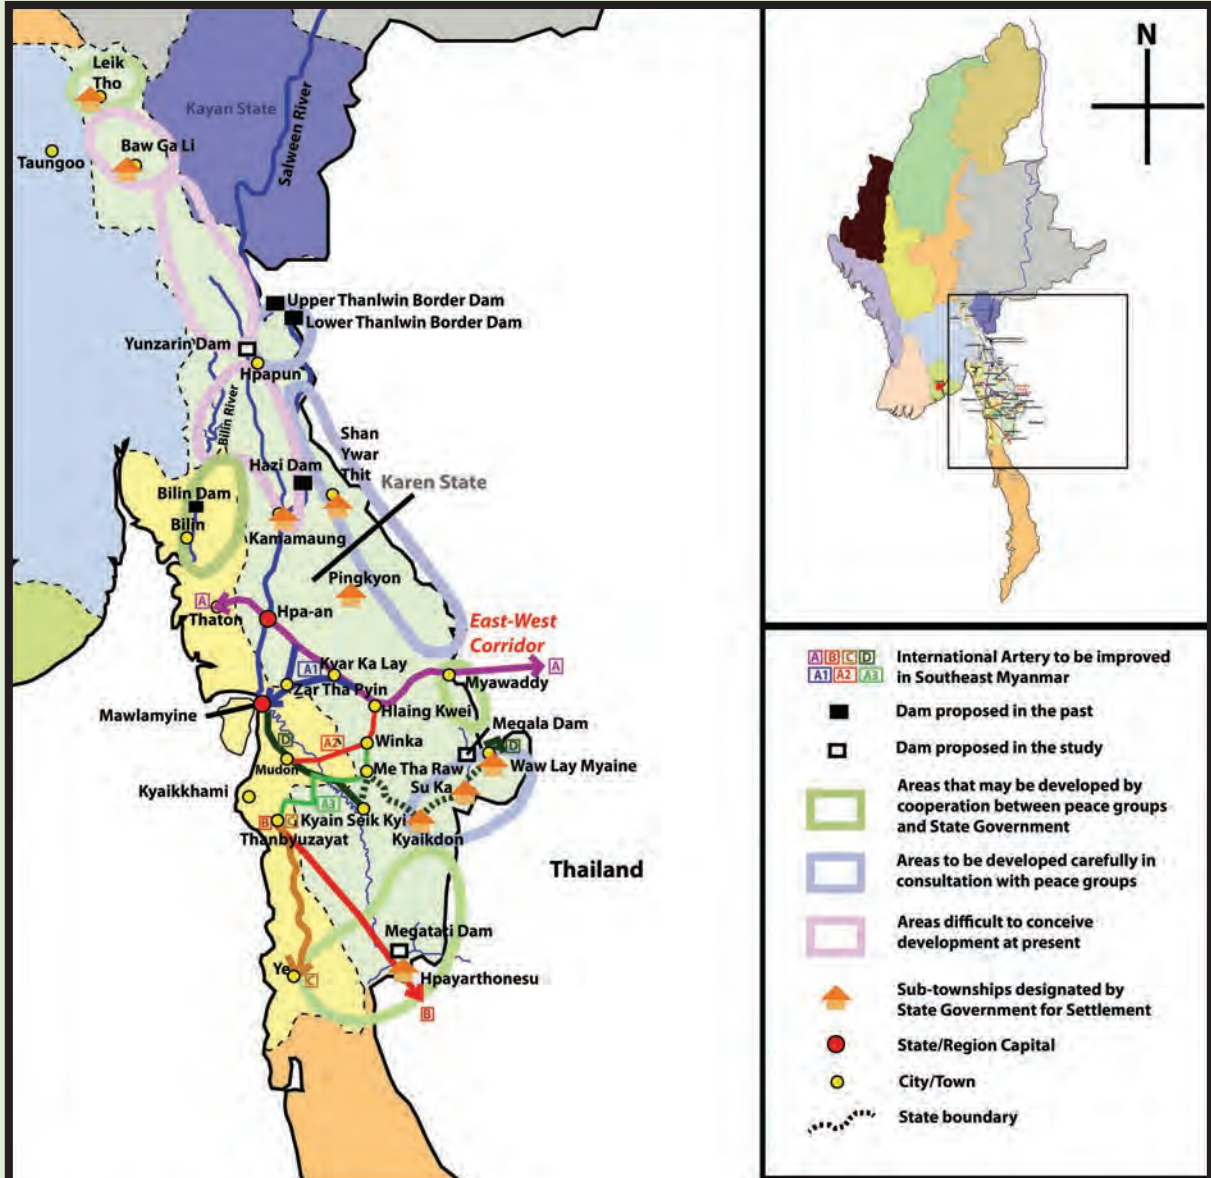 Leik
Tho
Kayan State
Salween River
Baw Ga Li
Taungoo
Upper Thanlwin Border Dam
Lower Thanlwin Border Dam
Yunzarin Dam
Hpapun
Bilin River
Shan
Ywar
Thit
Hazi Dam
Karen State
Bilin Dam
Bilin
Kamamaung
Pingkyon
A
Thaton
Hpa-an
East-West
Corridor
A1
Kyar Ka Lay
A
Zar Tha Pyin
Myawaddy
Mawlamyine
Hlaing Kwei
Megala Dam
D
A2
Winka
D
Mudon
Me Tha Raw
Waw Lay Myaine
Su Ka
Kyaikkhami
A3
B
C
Kyain Seik Kyi
Thanbyuzayat
Kyaikdon
Thailand
Megatati Dam
Ye
C
Hpayarthonesu
B
N
A B C D
A1 A2 A3
International Artery to be improved
in Southeast Myanmar
Dam proposed in the past
Dam proposed in the study
Areas that may be developed by
cooperation between peace groups
and State Government
Areas to be developed carefully in
consultation with peace groups
Areas difficult to conceive
development at present
Sub-townships designated by
State Government for Settlement
State/Region Capital
City/Town
State boundary